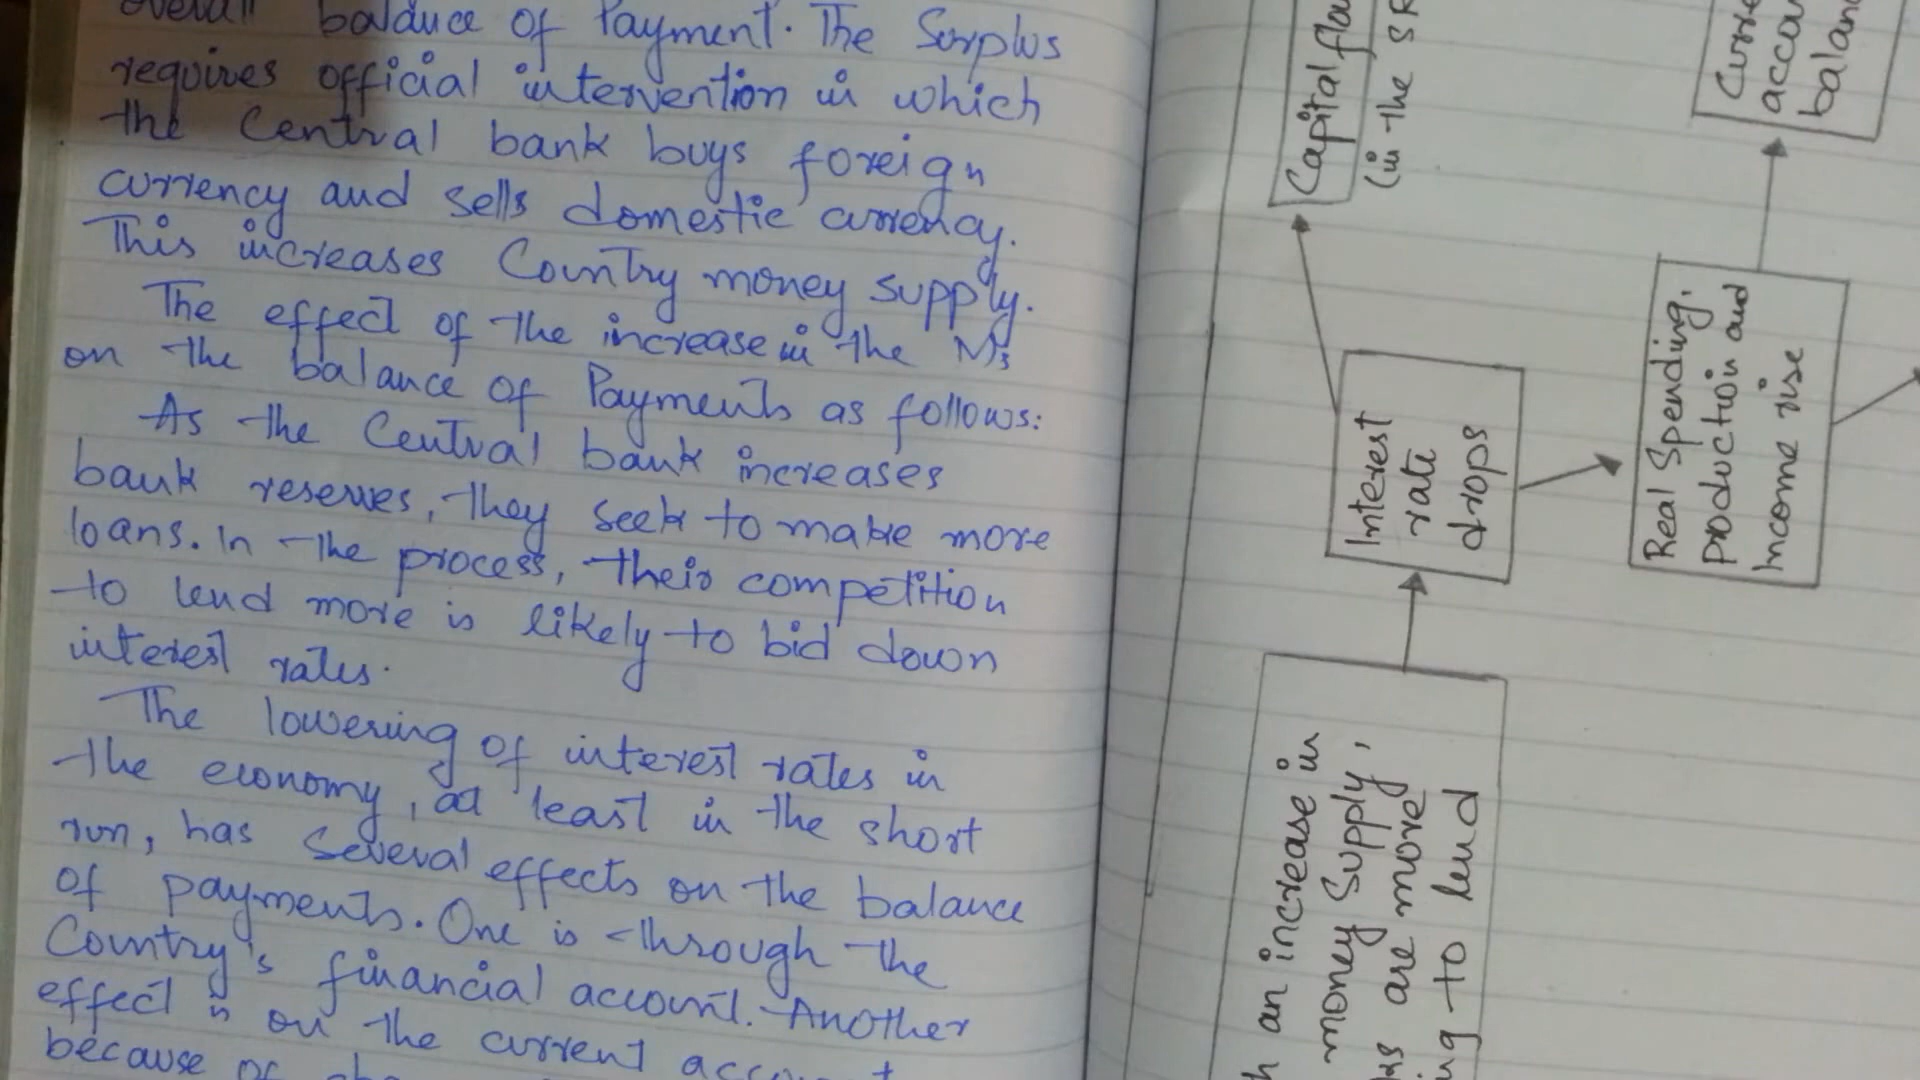 overall balance of Payment. The Surplus
requires official intervention in which
the Central bank buys foreign
currency and sells domestic currency.
This increases Country money supply.
The effect of the increase in the Ms
on the balance of Payments as follows:
As the Central bank increases
bank reserves, they seek to make more
loans. In the process, their competition
to lend more is likely to bid down
interest rates.
The lowering of interest rates in
the economy, at least in the short
run, has Several effects on the balance
of payments. One is through the
Country's financial account. Another
effect is on the current account
because of
an increase in
money Supply,
are more
to lend
Interest
rate
drops
Capital
(in the
Real Spending,
production and
Income rise